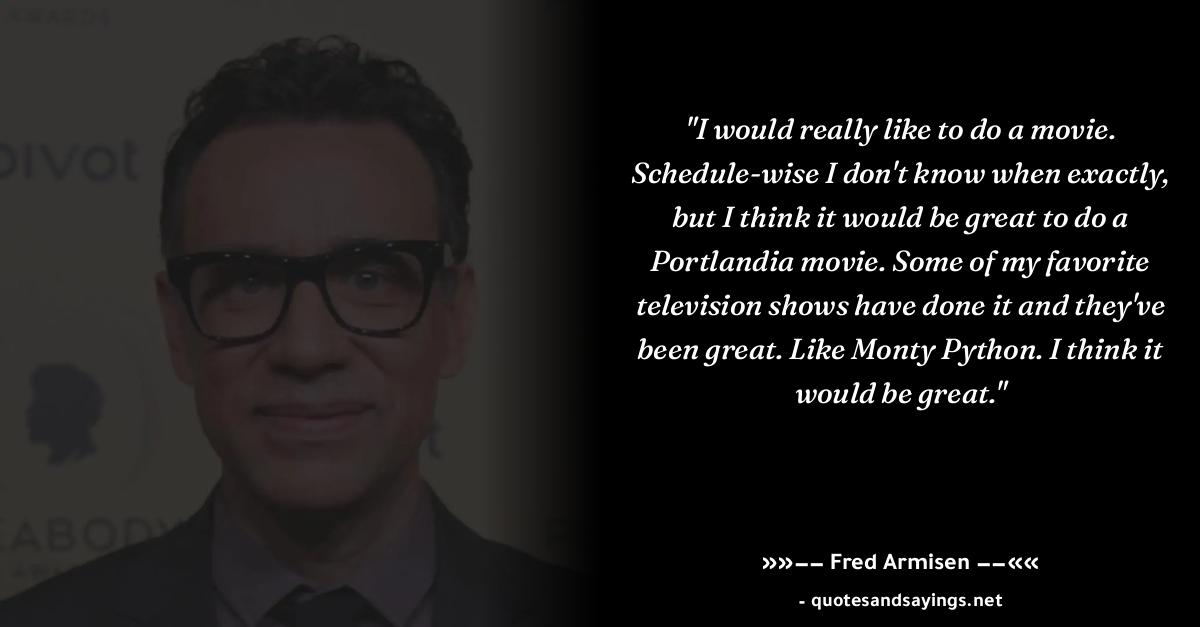 AWARDS
pivot
"I would really like to do a movie.
Schedule-wise I don't know when exactly,
but I think it would be great to do a
Portlandia movie. Some of my favorite
television shows have done it and they've
been great. Like Monty Python. I think it
would be great."
t
EABODY
»»−− Fred Armisen −−««
- quotesandsayings.net